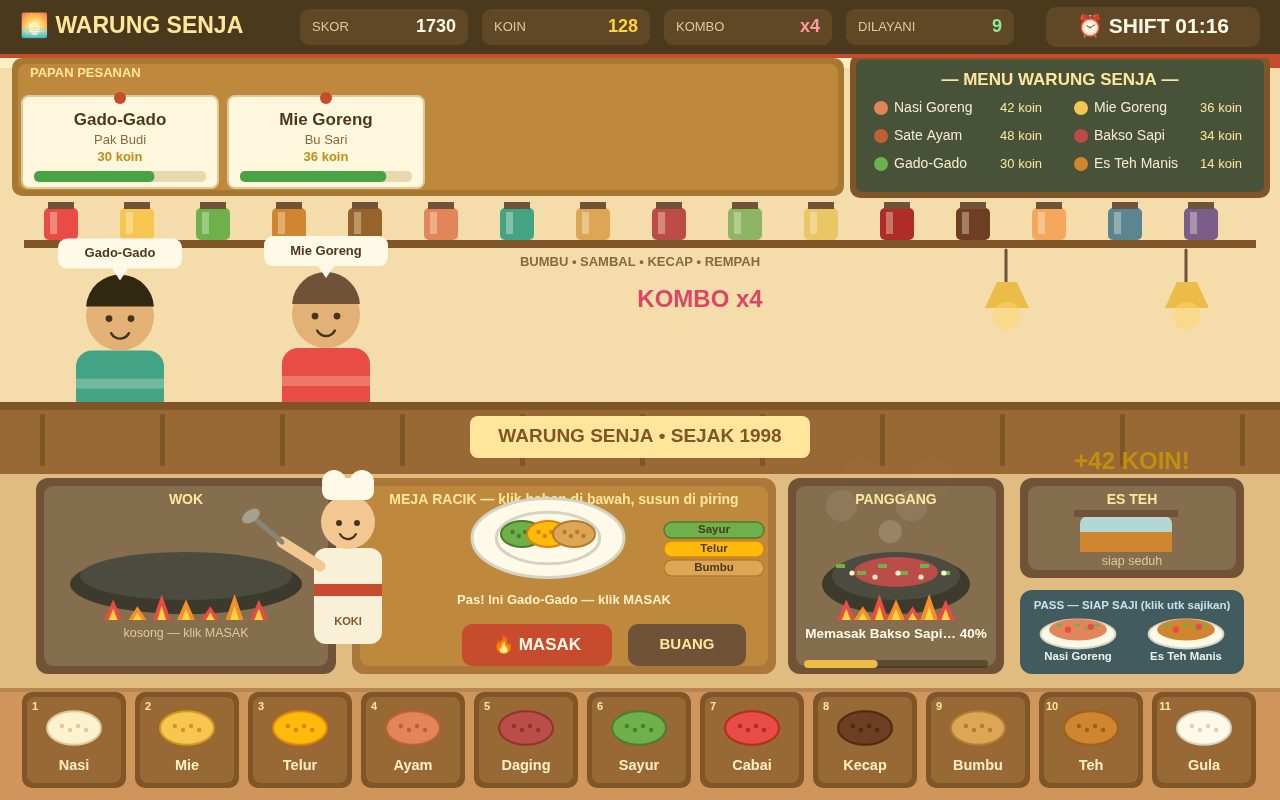 WARUNG SENJA
SKOR 1730
KOIN 128
KOMBO x4
DILAYANI 9
SHIFT 01:16
PAPAN PESANAN
Gado-Gado
Pak Budi
30 koin
Mie Goreng
Bu Sari
36 koin
— MENU WARUNG SENJA —
Nasi Goreng 42 koin
Mie Goreng 36 koin
Sate Ayam 48 koin
Bakso Sapi 34 koin
Gado-Gado 30 koin
Es Teh Manis 14 koin
Gado-Gado
Mie Goreng
BUMBU • SAMBAL • KECAP • REMPAH
KOMBO x4
WARUNG SENJA • SEJAK 1998
+42 KOIN!
WOK
kosong — klik MASAK
KOKI
MEJA RACIK — klik bahan di bawah, susun di piring
Sayur
Telur
Bumbu
Pas! Ini Gado-Gado — klik MASAK
MASAK
BUANG
PANGGANG
Memasak Bakso Sapi… 40%
ES TEH
siap seduh
PASS — SIAP SAJI (klik utk sajikan)
Nasi Goreng
Es Teh Manis
1 Nasi
2 Mie
3 Telur
4 Ayam
5 Daging
6 Sayur
7 Cabai
8 Kecap
9 Bumbu
10 Teh
11 Gula